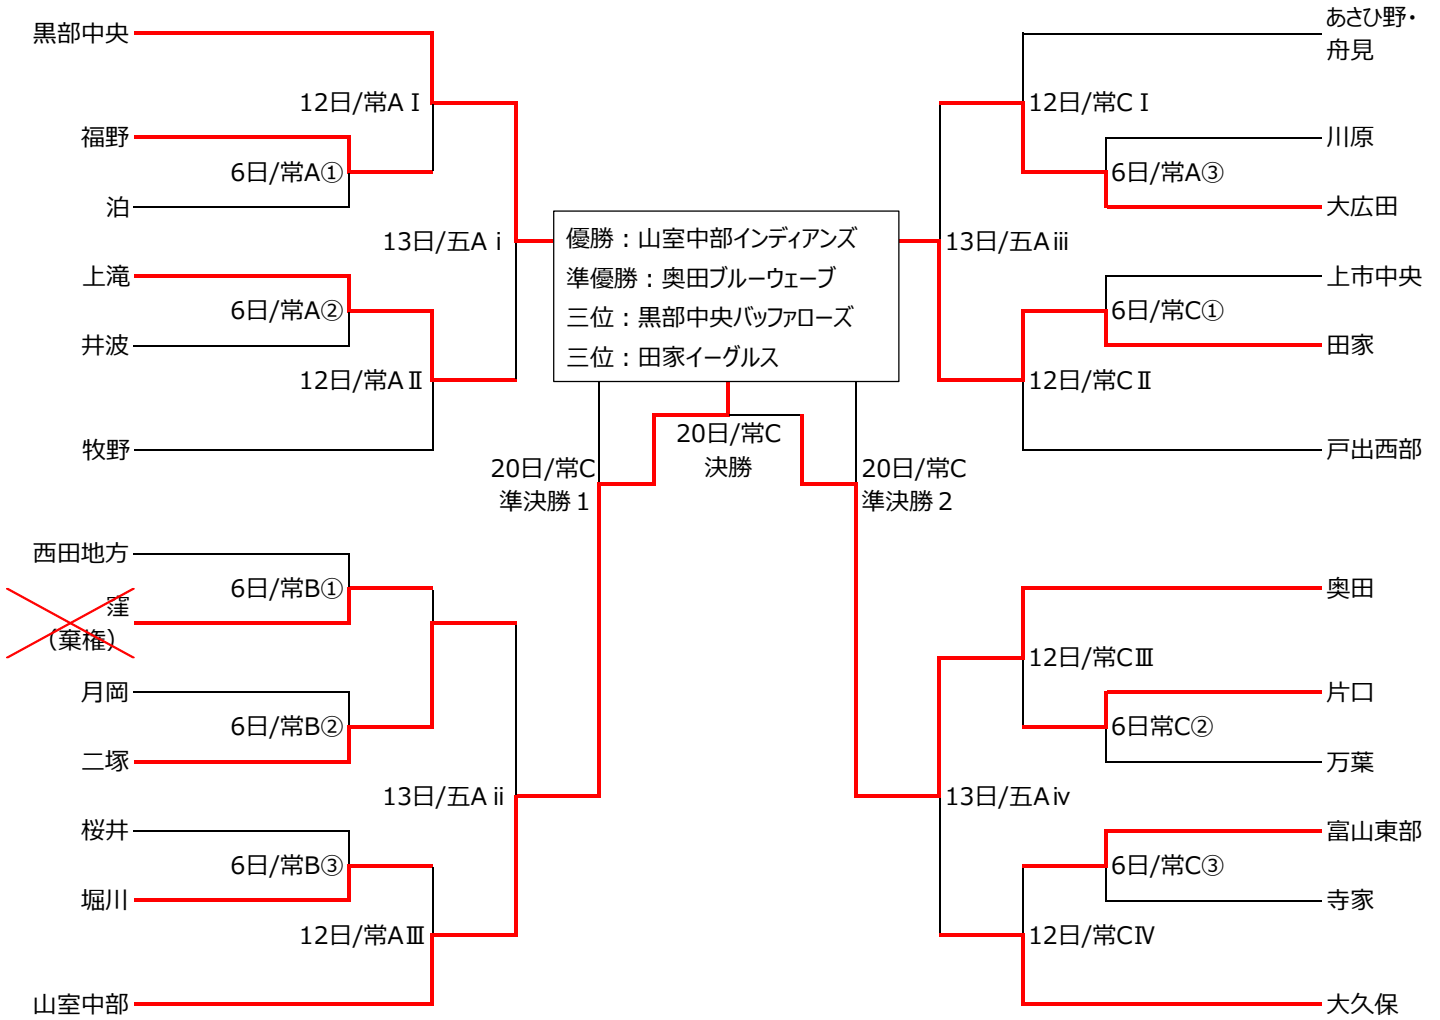 黒部中央
12日/常AⅠ
福野
6日/常A①
泊
13日/五Aⅰ
上滝
6日/常A②
井波
12日/常AⅡ
牧野
優勝：山室中部インディアンズ
準優勝：奥田ブルーウェーブ
三位：黒部中央バッファローズ
三位：田家イーグルス
20日/常C
決勝
20日/常C
準決勝１
20日/常C
準決勝２
あさひ野・
舟見
12日/常CⅠ
川原
6日/常A③
大広田
13日/五Aⅲ
上市中央
6日/常C①
田家
12日/常CⅡ
戸出西部
西田地方
6日/常B①
窪
（棄権）
月岡
6日/常B②
二塚
13日/五Aⅱ
桜井
6日/常B③
堀川
12日/常AⅢ
山室中部
奥田
12日/常CⅢ
片口
6日常C②
万葉
13日/五Aⅳ
富山東部
6日/常C③
寺家
12日/常CⅣ
大久保